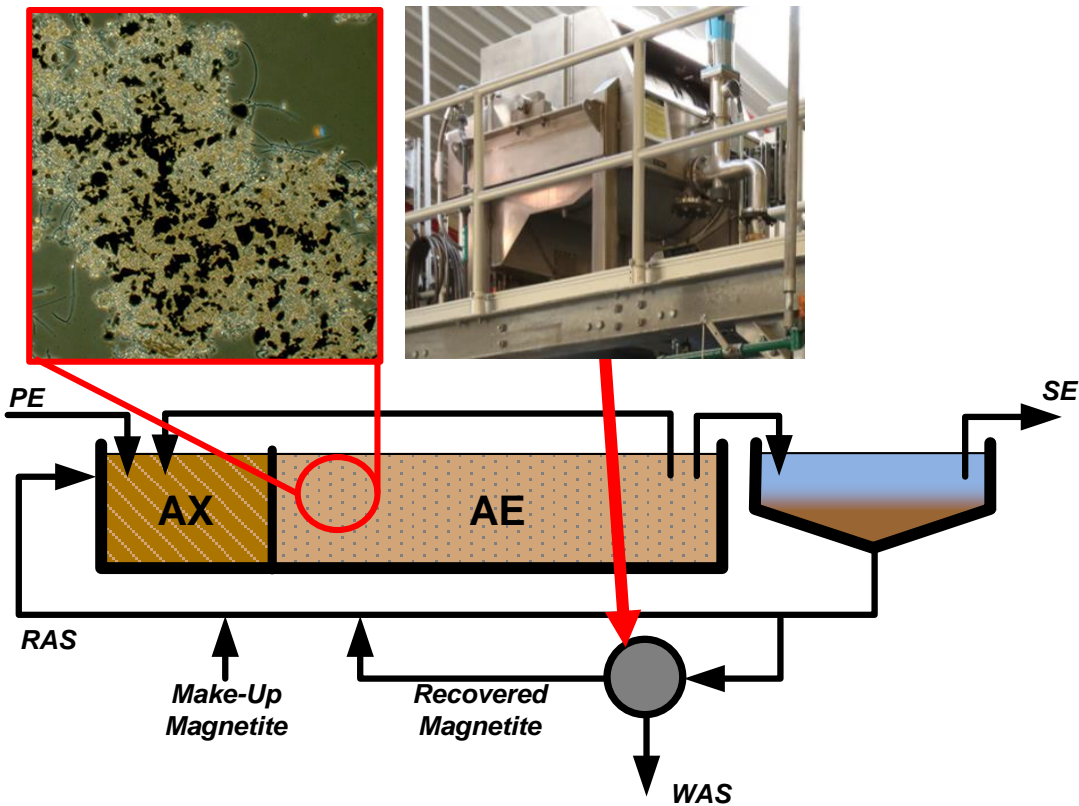 PE
SE
AX
AE
RAS
Make-Up
Magnetite
Recovered
Magnetite
WAS